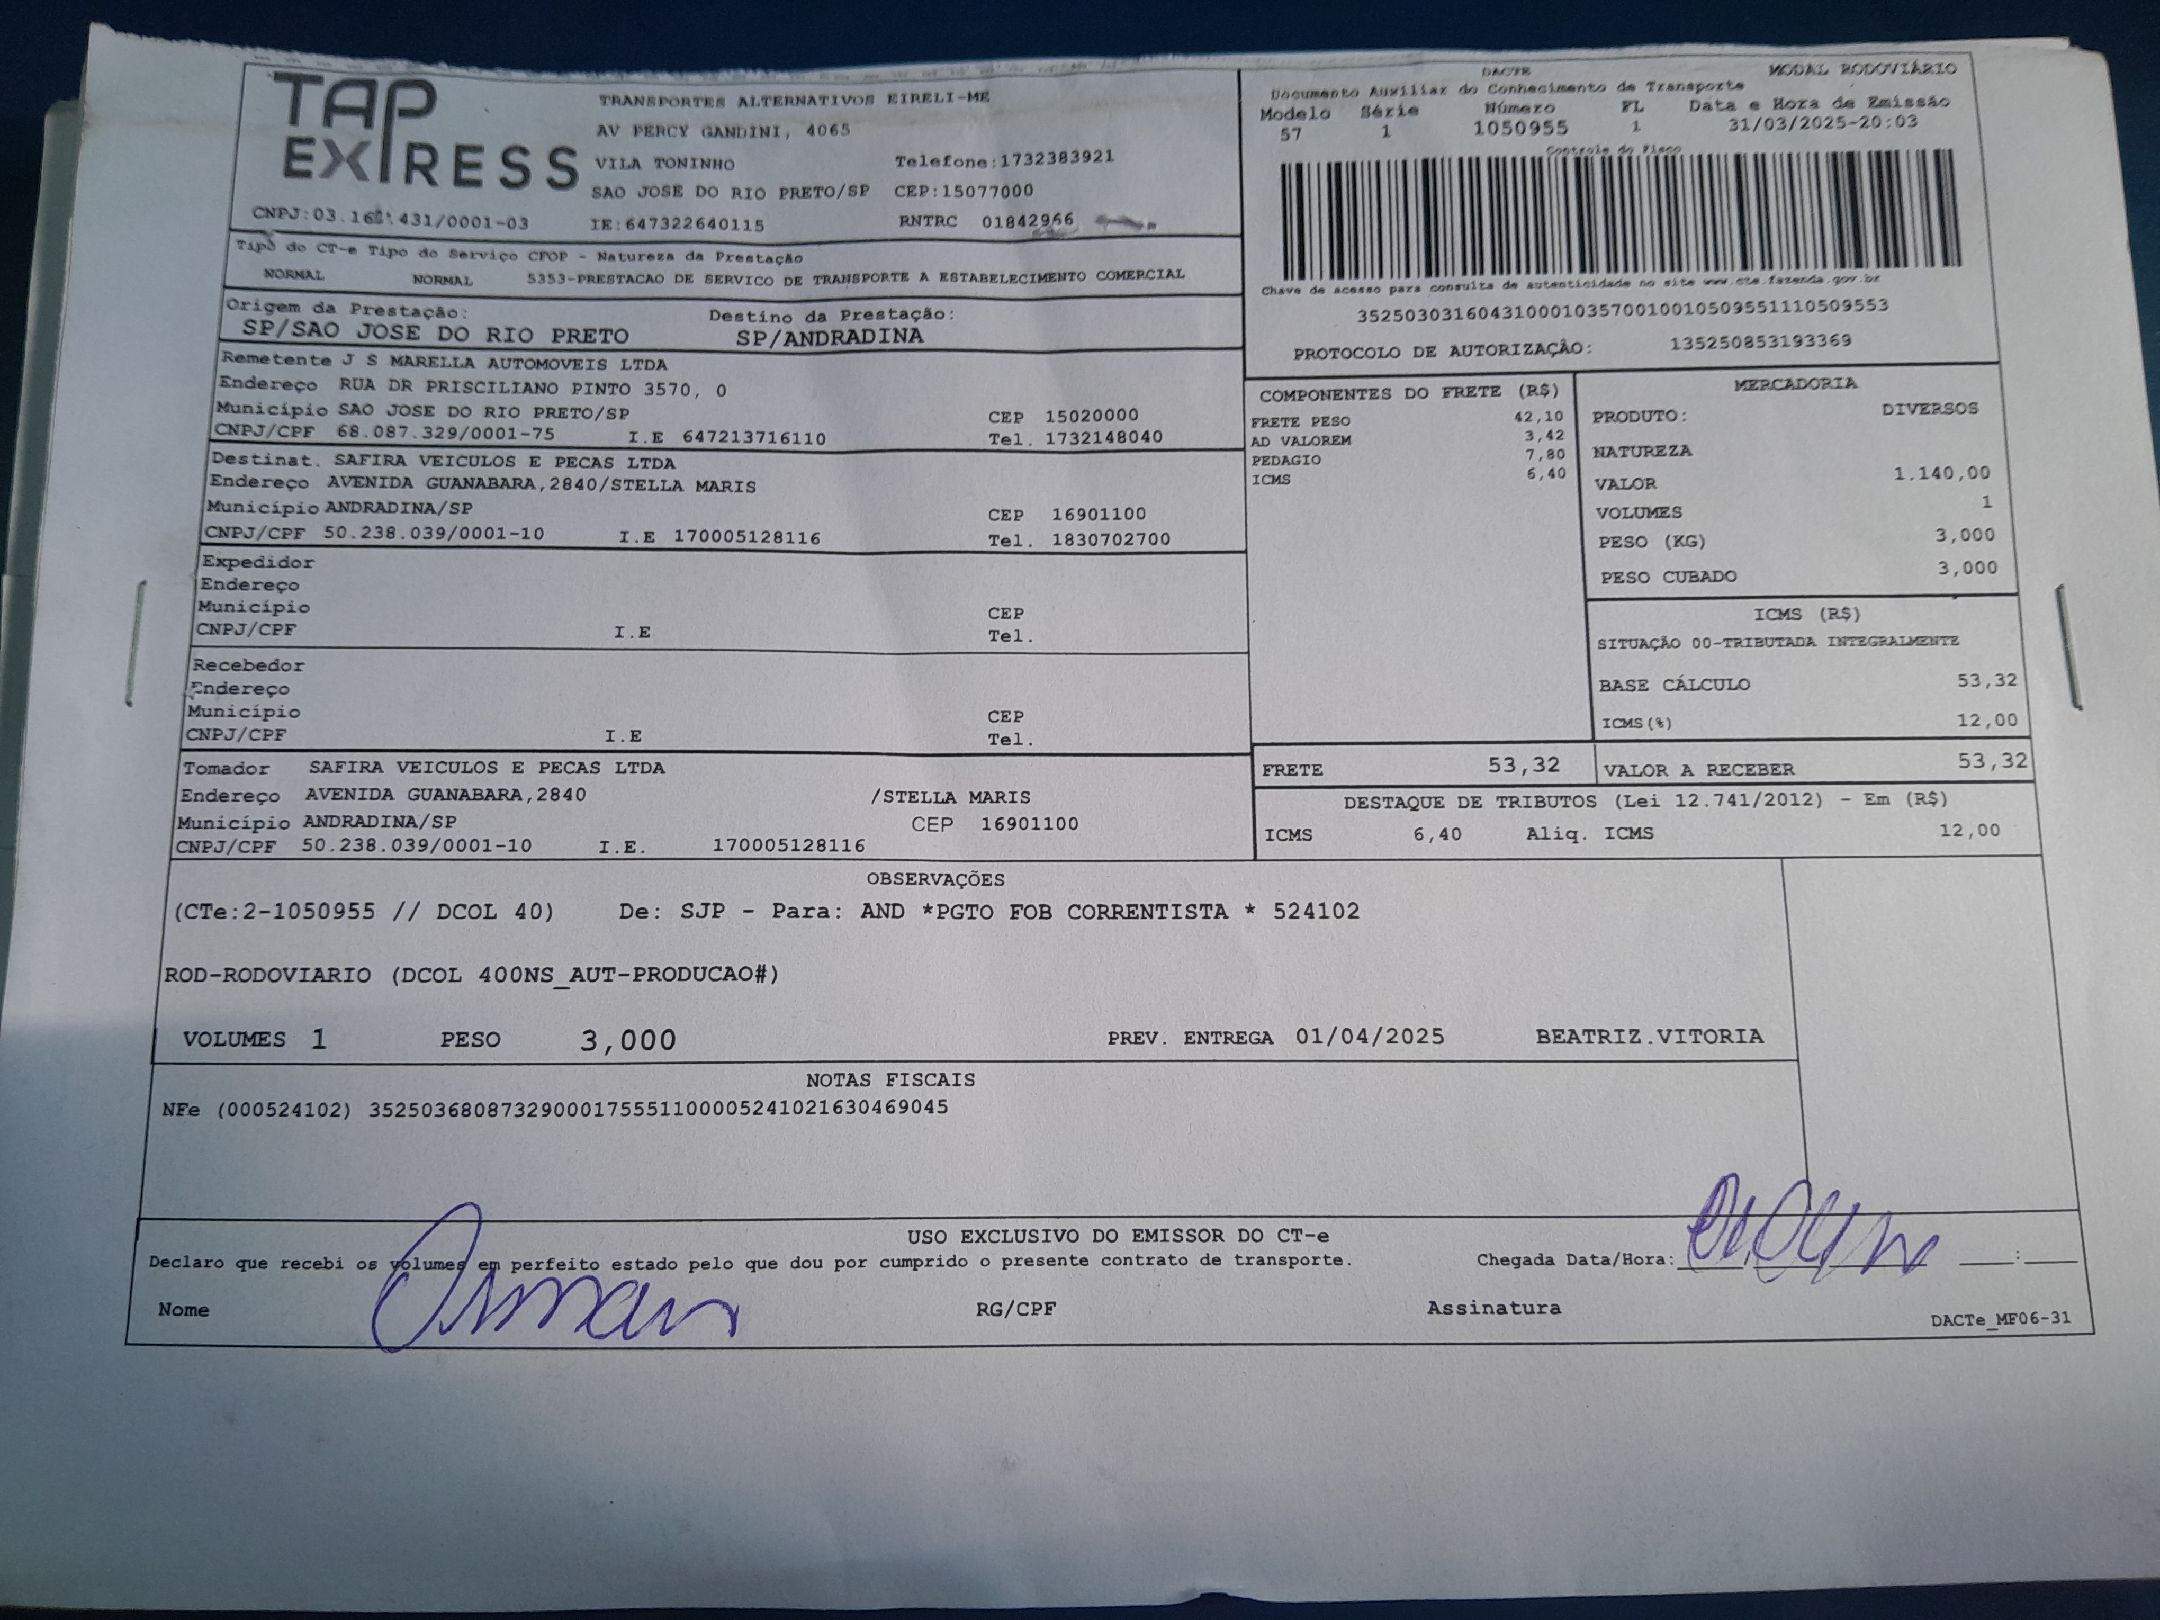 TAP EXPRESS
TRANSPORTES ALTERNATIVOS EIRELI-ME
AV PERCY GANDINI, 4065
VILA TONINHO Telefone:1732383921
SAO JOSE DO RIO PRETO/SP CEP:15077000
IE:647322640115 RNTRC 01842966
Tipo do CT-e Tipo do Serviço CFOP - Natureza da Prestação
NORMAL NORMAL 5353-PRESTACAO DE SERVICO DE TRANSPORTE A ESTABELECIMENTO COMERCIAL
Origem da Prestação: Destino da Prestação:
SP/SAO JOSE DO RIO PRETO SP/ANDRADINA
DACTE MODAL RODOVIÁRIO
Documento Auxiliar do Conhecimento de Transporte
Modelo Série Número FL Data e Hora de Emissão
57 1 1050955 1 31/03/2025-20:03
Controle do Fisco
Chave de acesso para consulta de autenticidade no site www.cte.fazenda.gov.br
35250303160431000103570010010509551110509553
PROTOCOLO DE AUTORIZAÇÃO: 135250853193369
Remetente J S MARELLA AUTOMOVEIS LTDA
Endereço RUA DR PRISCILIANO PINTO 3570, 0
Município SAO JOSE DO RIO PRETO/SP CEP 15020000
CNPJ/CPF 68.087.329/0001-75 I.E 647213716110 Tel. 1732148040
Destinat. SAFIRA VEICULOS E PECAS LTDA
Endereço AVENIDA GUANABARA,2840/STELLA MARIS
Município ANDRADINA/SP CEP 16901100
CNPJ/CPF 50.238.039/0001-10 I.E 170005128116 Tel. 1830702700
Expedidor
Endereço
Município CEP
CNPJ/CPF I.E Tel.
Recebedor
Endereço
Município CEP
CNPJ/CPF I.E Tel.
Tomador SAFIRA VEICULOS E PECAS LTDA
Endereço AVENIDA GUANABARA,2840 /STELLA MARIS
Município ANDRADINA/SP CEP 16901100
CNPJ/CPF 50.238.039/0001-10 I.E. 170005128116
COMPONENTES DO FRETE (R$)
FRETE PESO 42,10
AD VALOREM 3,42
PEDAGIO 7,80
ICMS 6,40
MERCADORIA
PRODUTO: DIVERSOS
NATUREZA
VALOR 1.140,00
VOLUMES 1
PESO (KG) 3,000
PESO CUBADO 3,000
ICMS (R$)
SITUAÇÃO 00-TRIBUTADA INTEGRALMENTE
BASE CÁLCULO 53,32
ICMS(%) 12,00
FRETE 53,32 VALOR A RECEBER 53,32
DESTAQUE DE TRIBUTOS (Lei 12.741/2012) - Em (R$)
ICMS 6,40 Aliq. ICMS 12,00
OBSERVAÇÕES
(CTe:2-1050955 // DCOL 40) De: SJP - Para: AND *PGTO FOB CORRENTISTA * 524102
ROD-RODOVIARIO (DCOL 400NS_AUT-PRODUCAO#)
VOLUMES 1 PESO 3,000 PREV. ENTREGA 01/04/2025 BEATRIZ.VITORIA
NOTAS FISCAIS
NFe (000524102) 35250368087329000175551100005241021630469045
USO EXCLUSIVO DO EMISSOR DO CT-e
Declaro que recebi os volumes em perfeito estado pelo que dou por cumprido o presente contrato de transporte. Chegada Data/Hora: :
Nome RG/CPF Assinatura
DACTe_MF06-31